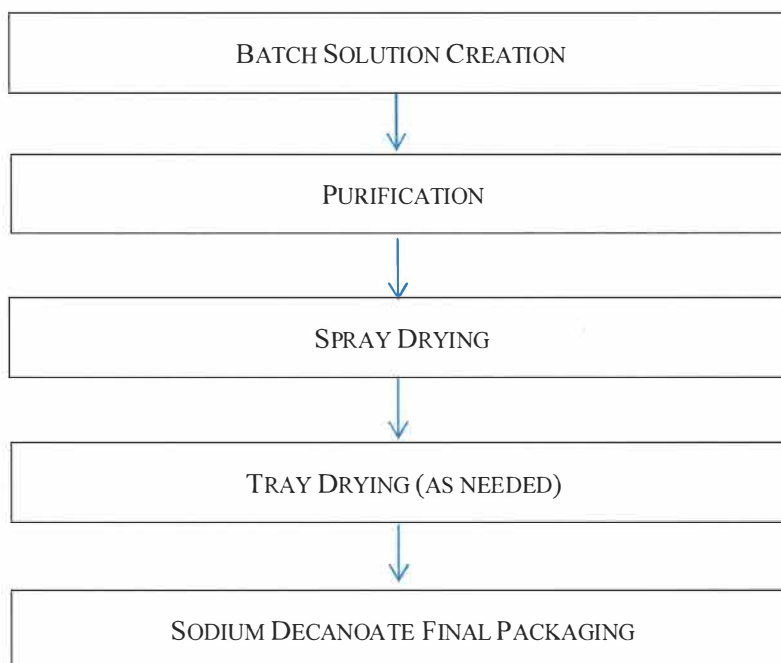 BATCH SOLUTION CREATION
PURIFICATION
SPRAY DRYING
TRAY DRYING (AS NEEDED)
SODIUM DECANOATE FINAL PACKAGING